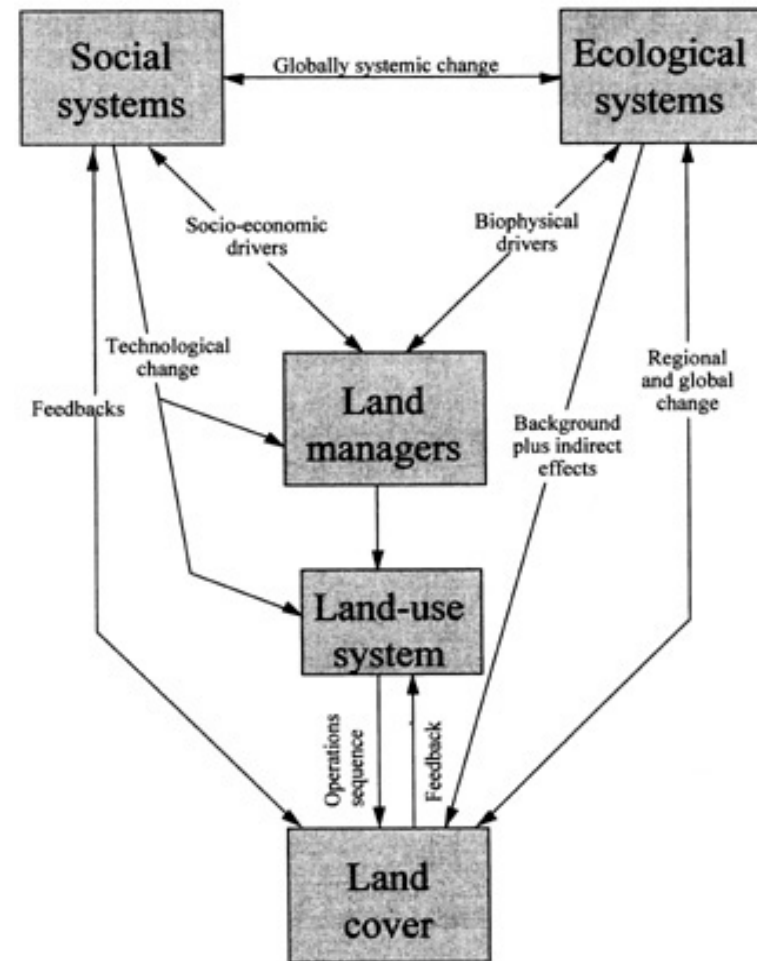 Social
systems
Globally systemic change
Ecological
systems
Socio-economic
drivers
Biophysical
drivers
Technological
change
Feedbacks
Land
managers
Background
plus indirect
effects
Regional
and global
change
Land-use
system
Operations
sequence
Feedback
Land
cover